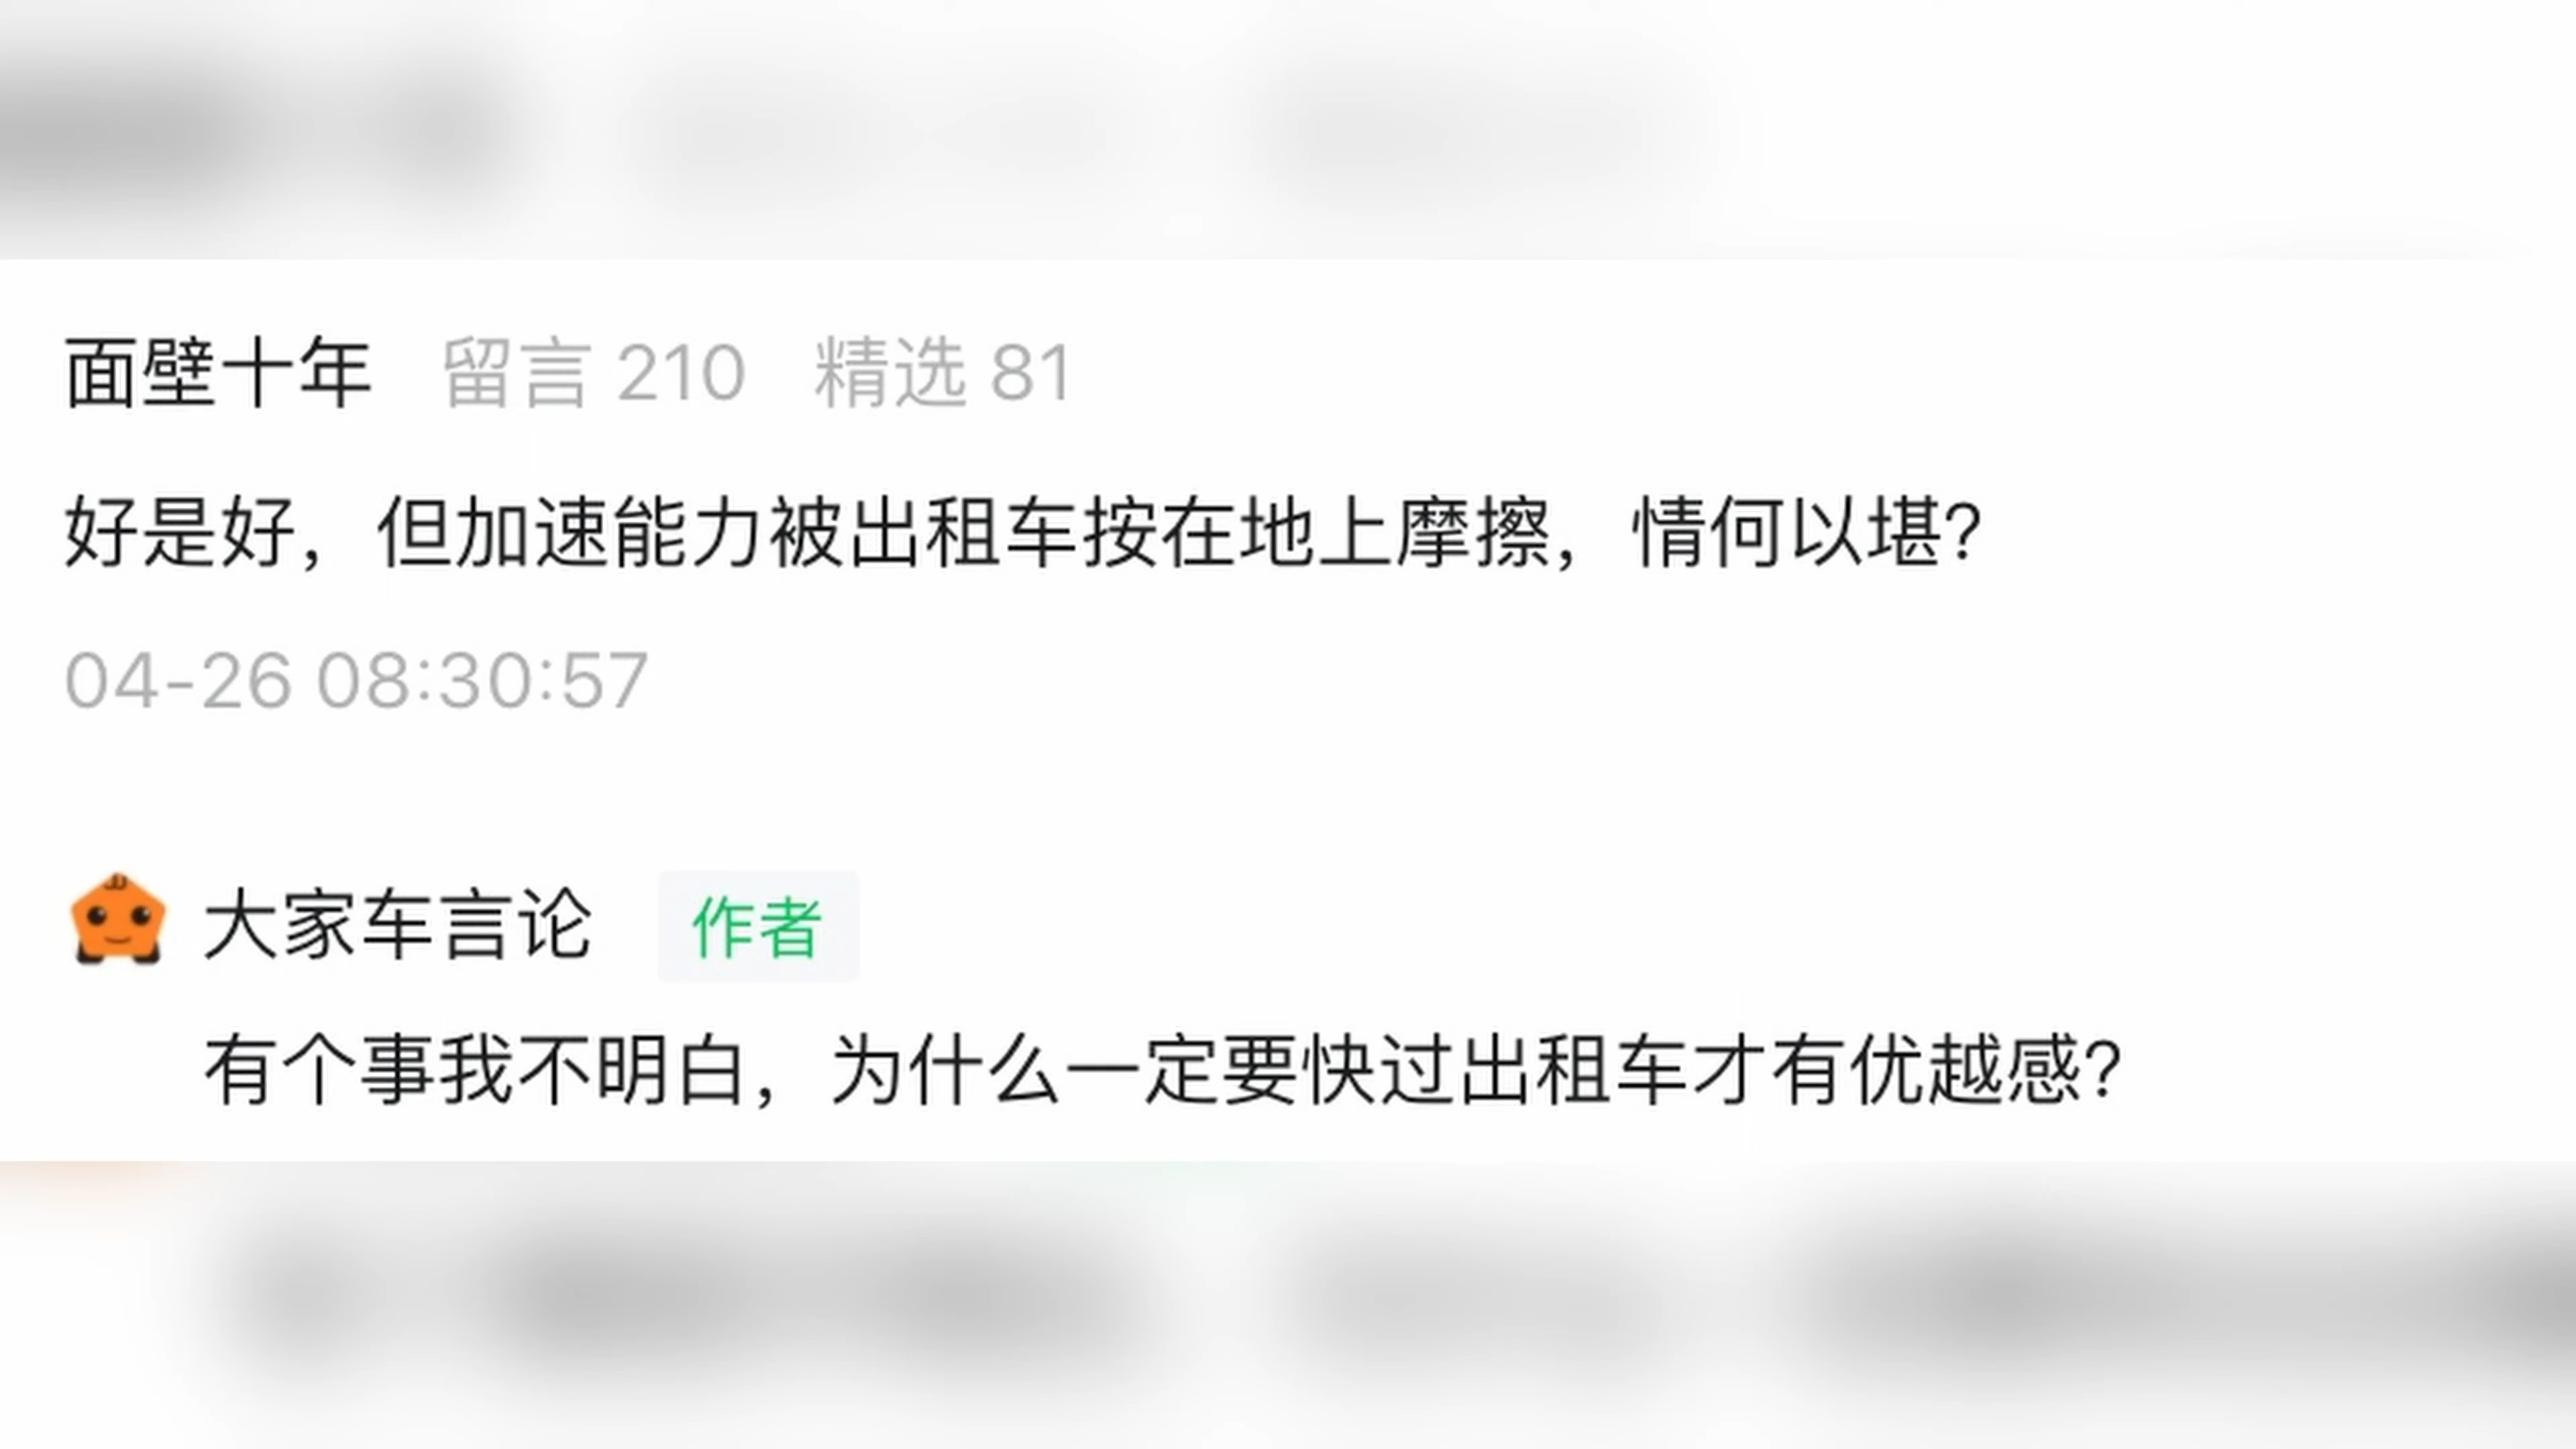 面壁十年 留言 210 精选 81
好是好，但加速能力被出租车按在地上摩擦，情何以堪？
04-26 08:30:57
大家车言论 作者
有个事我不明白，为什么一定要快过出租车才有优越感？